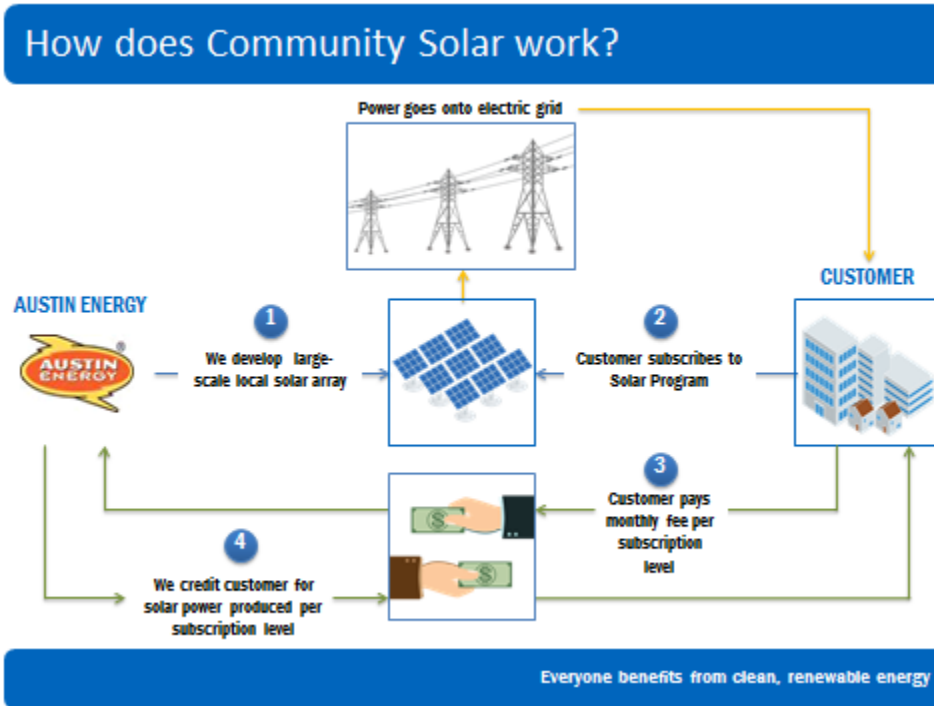 How does Community Solar work?
Power goes onto electric grid
CUSTOMER
AUSTIN ENERGY
1
We develop large-
scale local solar array
2
Customer subscribes to
Solar Program
AUSTIN
ENERGY
®
3
Customer pays
monthly fee per
subscription
level
4
We credit customer for
solar power produced per
subscription level
$
$
Everyone benefits from clean, renewable energy